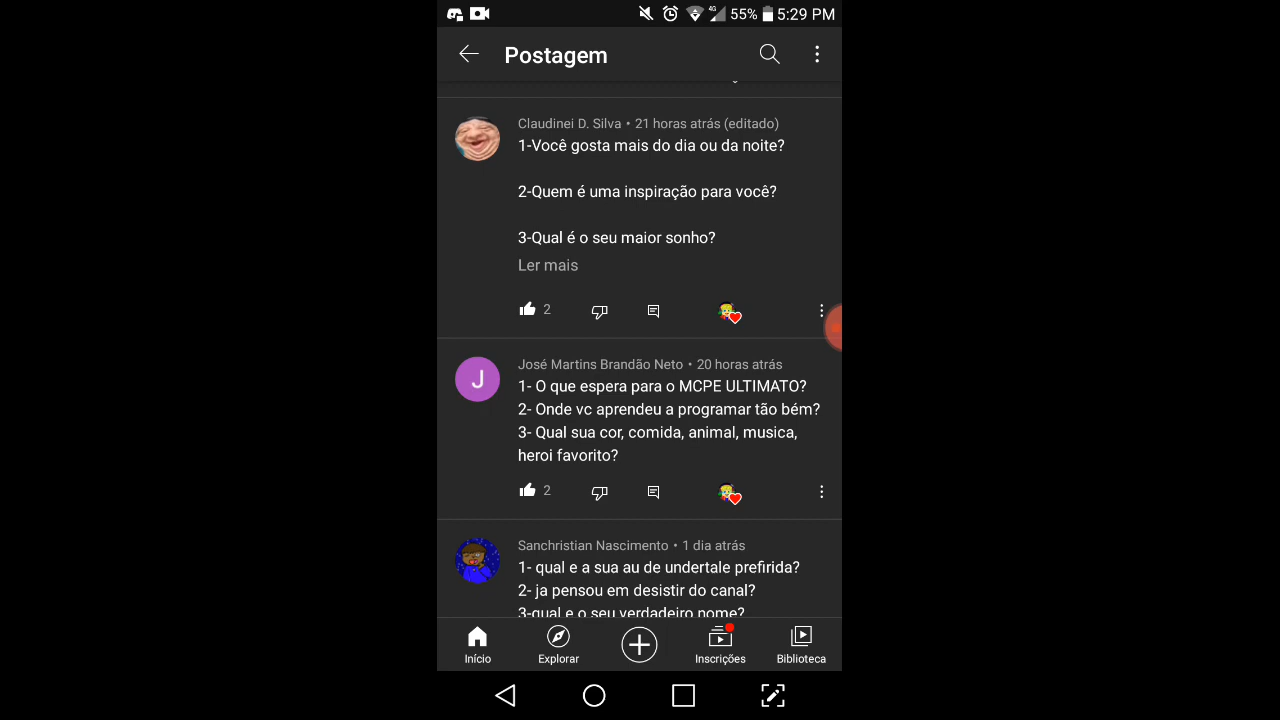 4G 55% 5:29 PM
Postagem
Claudinei D. Silva • 21 horas atrás (editado)
1-Você gosta mais do dia ou da noite?
2-Quem é uma inspiração para você?
3-Qual é o seu maior sonho?
Ler mais
2
J
José Martins Brandão Neto • 20 horas atrás
1- O que espera para o MCPE ULTIMATO?
2- Onde vc aprendeu a programar tão bém?
3- Qual sua cor, comida, animal, musica,
heroi favorito?
2
Sanchristian Nascimento • 1 dia atrás
1- qual e a sua au de undertale prefirida?
2- ja pensou em desistir do canal?
3-qual e o seu verdadeiro nome?
Início Explorar Inscrições Biblioteca